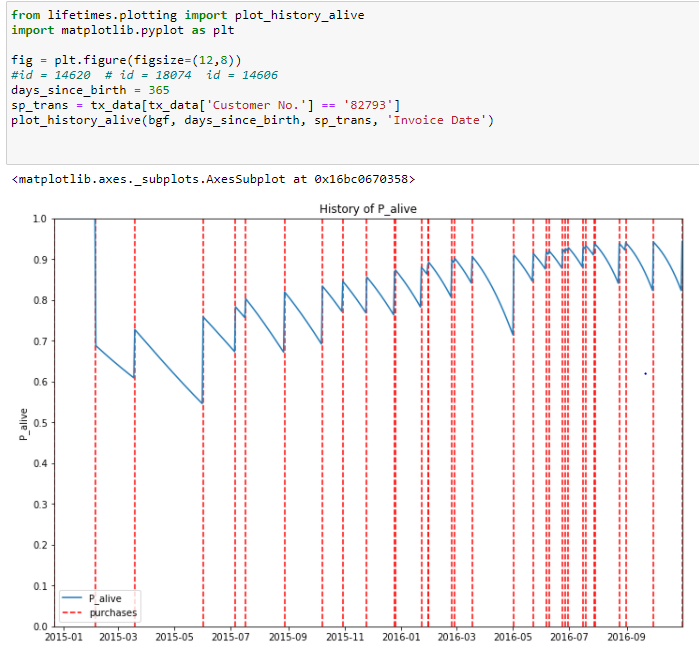 from lifetimes.plotting import plot_history_alive
import matplotlib.pyplot as plt
fig = plt.figure(figsize=(12,8))
#id = 14620  # id = 18074  id = 14606
days_since_birth = 365
sp_trans = tx_data[tx_data['Customer No.'] == '82793']
plot_history_alive(bgf, days_since_birth, sp_trans, 'Invoice Date')
<matplotlib.axes._subplots.AxesSubplot at 0x16bc0670358>
History of P_alive
1.0
0.9
0.8
0.7
0.6
0.5
0.4
0.3
0.2
0.1
0.0
P_alive
P_alive
purchases
2015-01 2015-03 2015-05 2015-07 2015-09 2015-11 2016-01 2016-03 2016-05 2016-07 2016-09